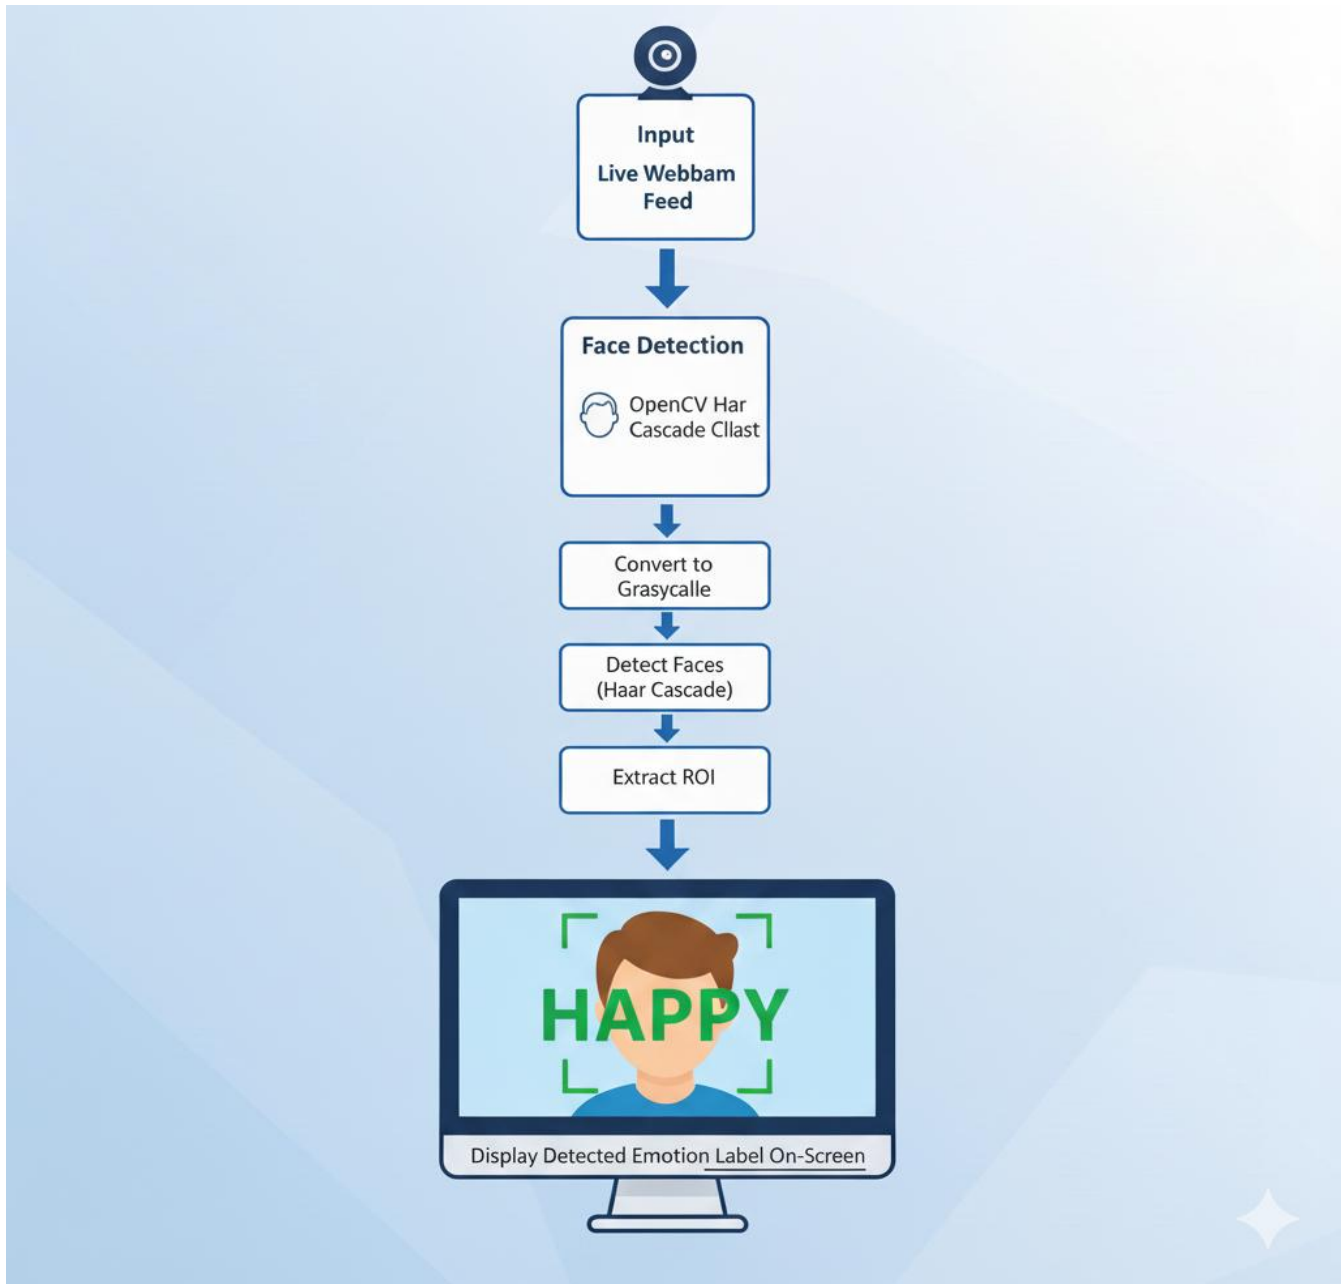 Input
Live Webbam
Feed
Face Detection
OpenCV Har
Cascade Cllast
Convert to
Grasycalle
Detect Faces
(Haar Cascade)
Extract ROI
HAPPY
Display Detected Emotion Label On-Screen